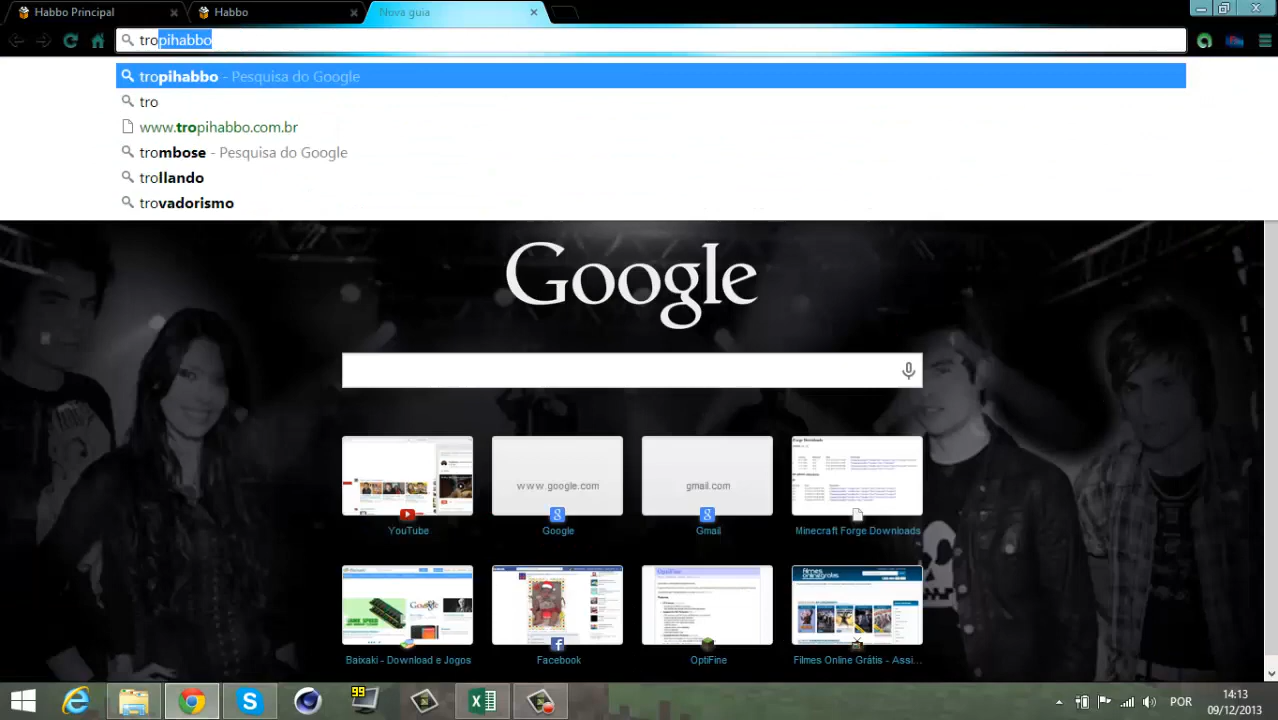 Habbo Principal
Habbo
Nova guia
tropihabbo
tropihabbo - Pesquisa do Google
tro
www.tropihabbo.com.br
trombose - Pesquisa do Google
trollando
trovadorismo
Google
www.google.com
gmail.com
YouTube
Google
Gmail
Minecraft Forge Downloads
OptiFine
Baixaki - Download e Jogos
Facebook
OptiFine
Filmes Online Grátis - Assi...
99
POR
14:13
09/12/2013